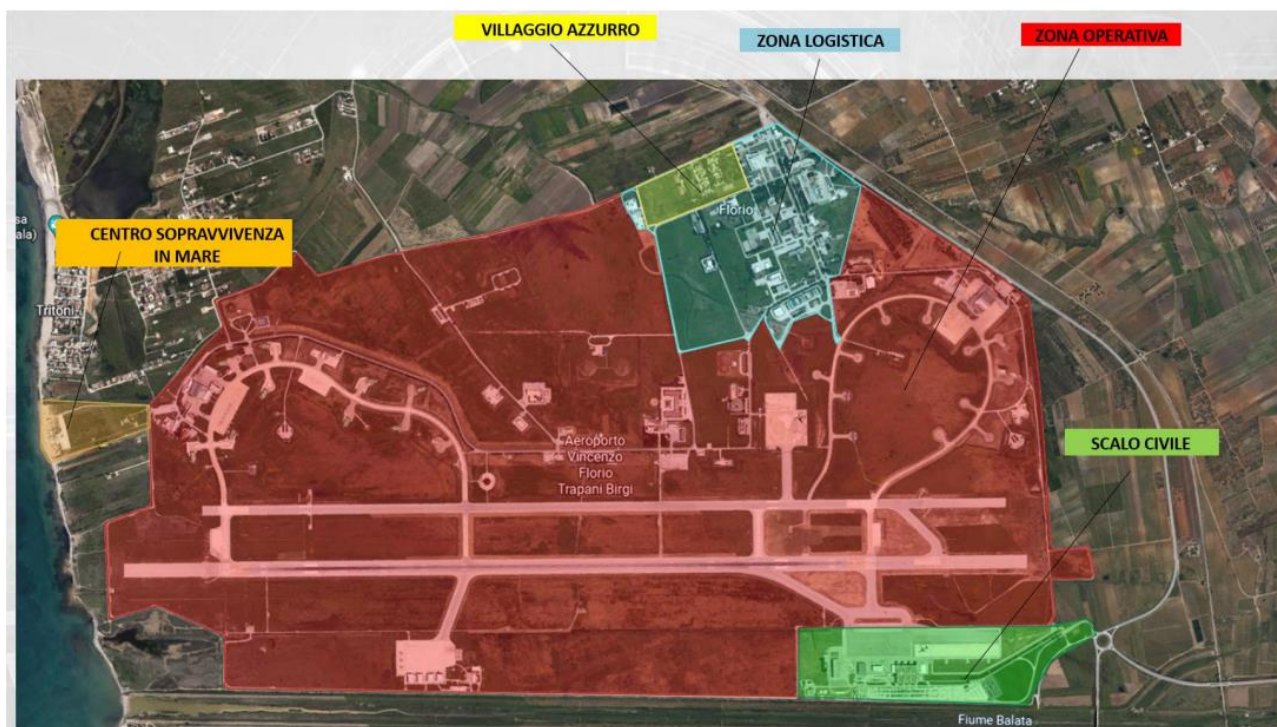 VILLAGGIO AZZURRO
ZONA LOGISTICA
ZONA OPERATIVA
CENTRO SOPRAVVIVENZA
IN MARE
Florio
Tritoni
Aeroporto
Vincenzo
Florio
Trapani Birgi
SCALO CIVILE
Fiume Balata